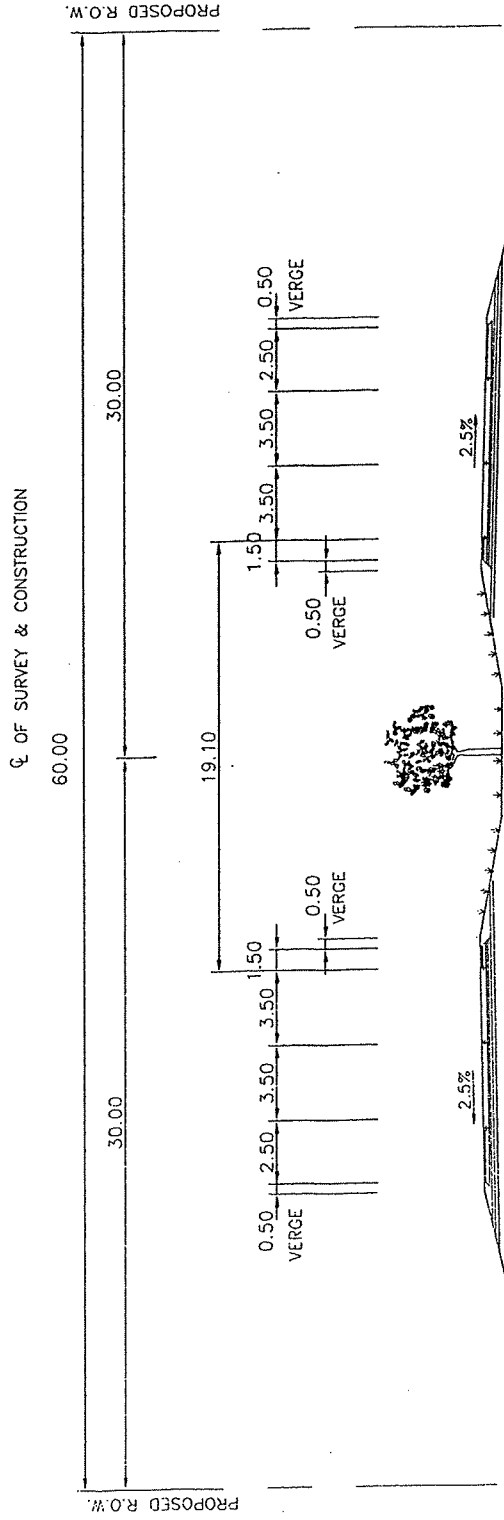 ℄ OF SURVEY & CONSTRUCTION
60.00
30.00
30.00
PROPOSED R.O.W.
PROPOSED R.O.W.
19.10
0.50
VERGE
2.50
3.50
3.50
1.50
0.50
VERGE
0.50
VERGE
1.50
3.50
3.50
2.50
0.50
VERGE
2.5%
2.5%